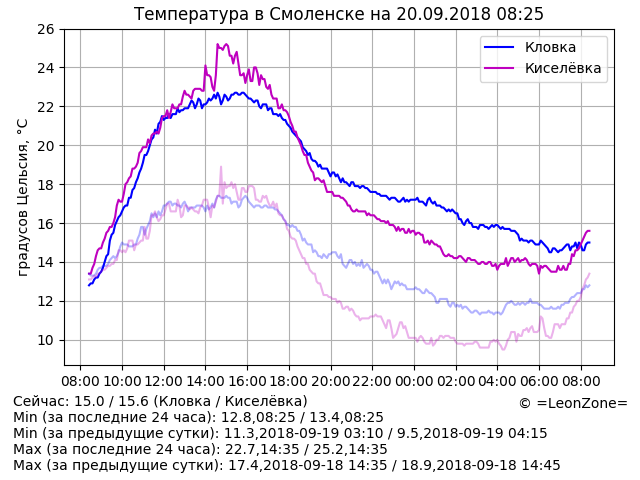 Температура в Смоленске на 20.09.2018 08:25
градусов Цельсия, °C
26
24
22
20
18
16
14
12
10
Кловка
Киселёвка
08:00 10:00 12:00 14:00 16:00 18:00 20:00 22:00 00:00 02:00 04:00 06:00 08:00
Сейчас: 15.0 / 15.6 (Кловка / Киселёвка)
© =LeonZone=
Min (за последние 24 часа): 12.8,08:25 / 13.4,08:25
Min (за предыдущие сутки): 11.3,2018-09-19 03:10 / 9.5,2018-09-19 04:15
Max (за последние 24 часа): 22.7,14:35 / 25.2,14:35
Max (за предыдущие сутки): 17.4,2018-09-18 14:35 / 18.9,2018-09-18 14:45